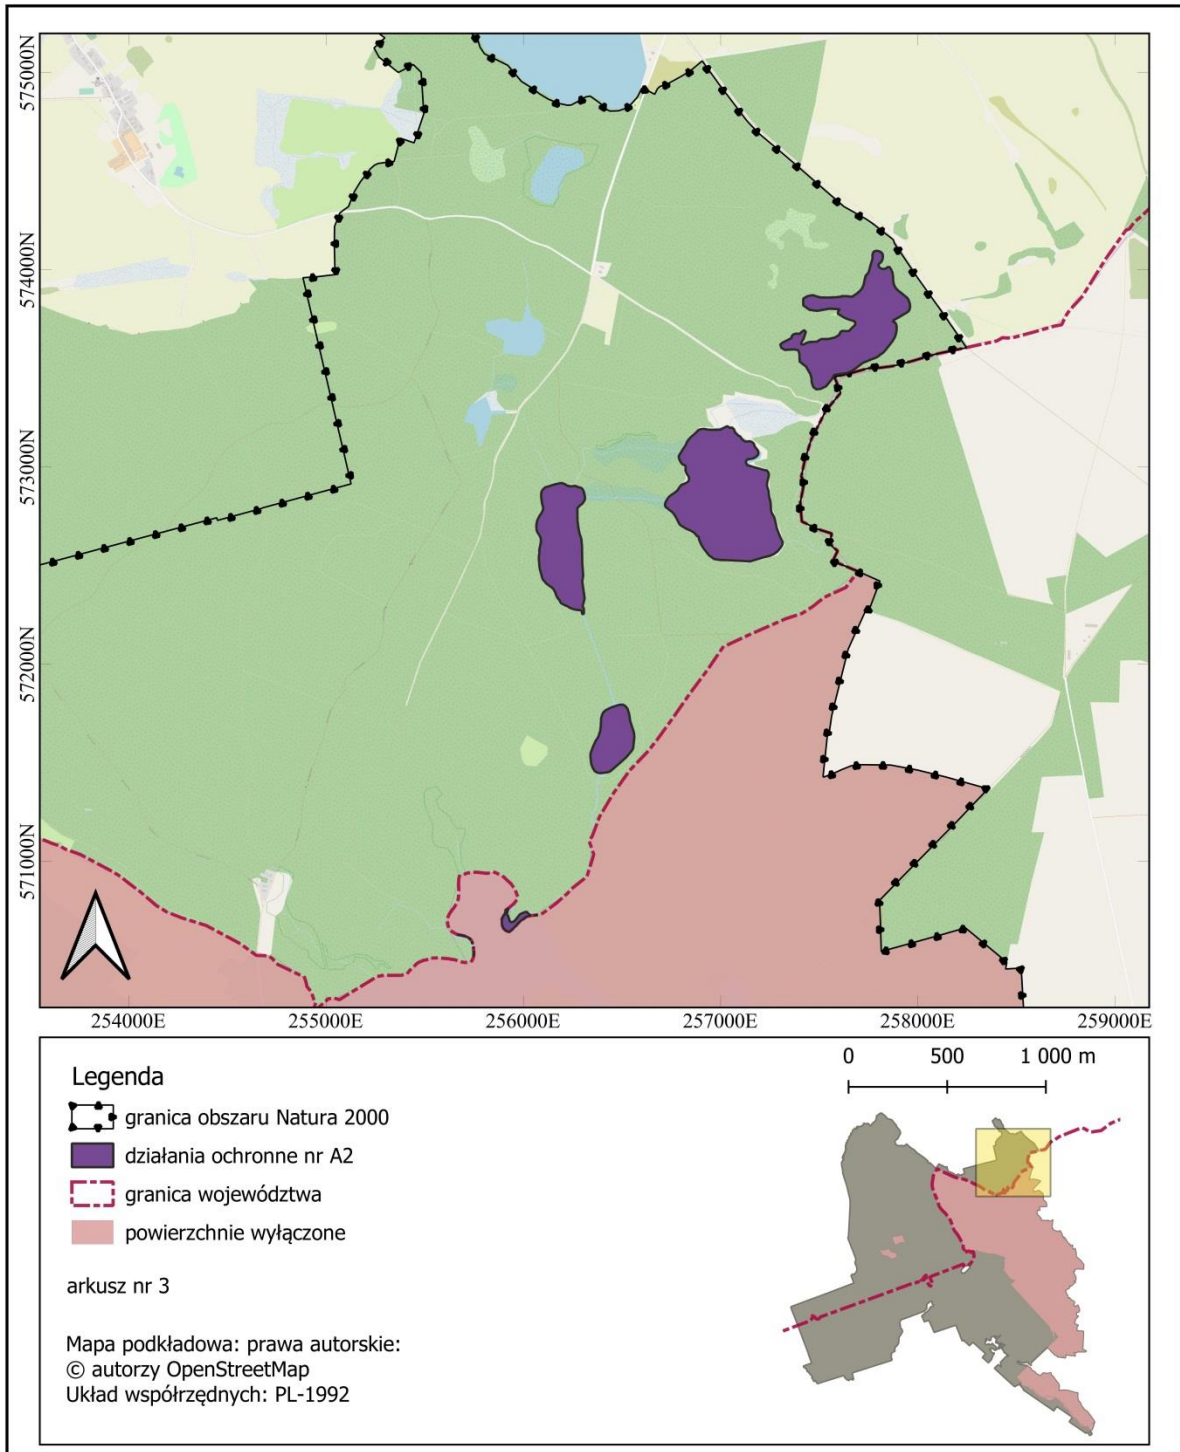 575000N
574000N
573000N
572000N
571000N
254000E
255000E
256000E
257000E
258000E
259000E
Legenda
granica obszaru Natura 2000
działania ochronne nr A2
granica województwa
powierzchnie wyłączone
arkusz nr 3
Mapa podkładowa: prawa autorskie:
© autorzy OpenStreetMap
Układ współrzędnych: PL-1992
0 500 1 000 m